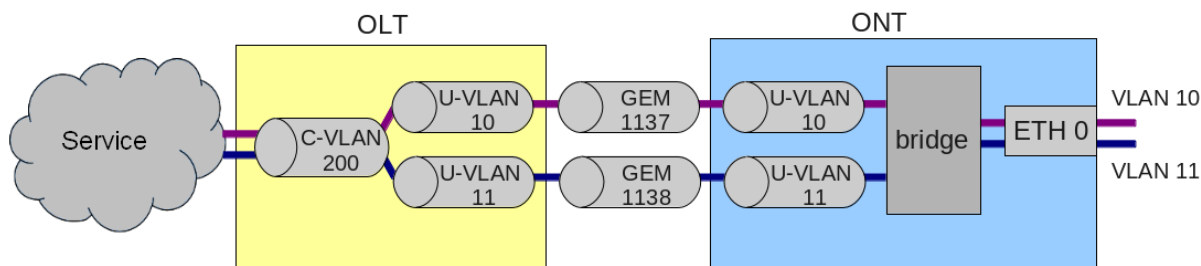 OLT
ONT
Service
C-VLAN
200
U-VLAN
10
U-VLAN
11
GEM
1137
GEM
1138
U-VLAN
10
U-VLAN
11
bridge
ETH 0
VLAN 10
VLAN 11